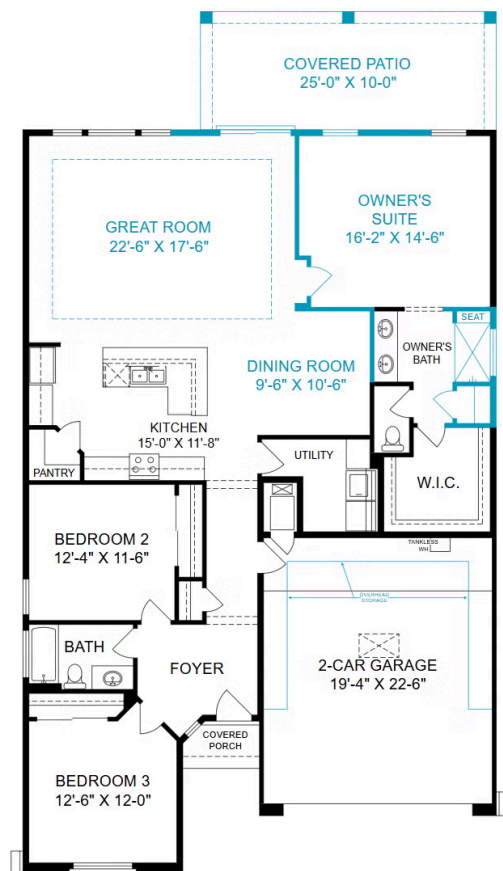 COVERED PATIO
25'-0" X 10-0"
GREAT ROOM
22'-6" X 17'-6"
OWNER'S
SUITE
16'-2" X 14'-6"
SEAT
OWNER'S
BATH
DINING ROOM
9'-6" X 10'-6"
KITCHEN
15'-0" X 11'-8"
PANTRY
UTILITY
W.I.C.
BEDROOM 2
12'-4" X 11-6"
TANKLESS
WH
OVERHEAD
STORAGE
BATH
FOYER
2-CAR GARAGE
19'-4" X 22'-6"
COVERED
PORCH
BEDROOM 3
12'-6" X 12'-0"